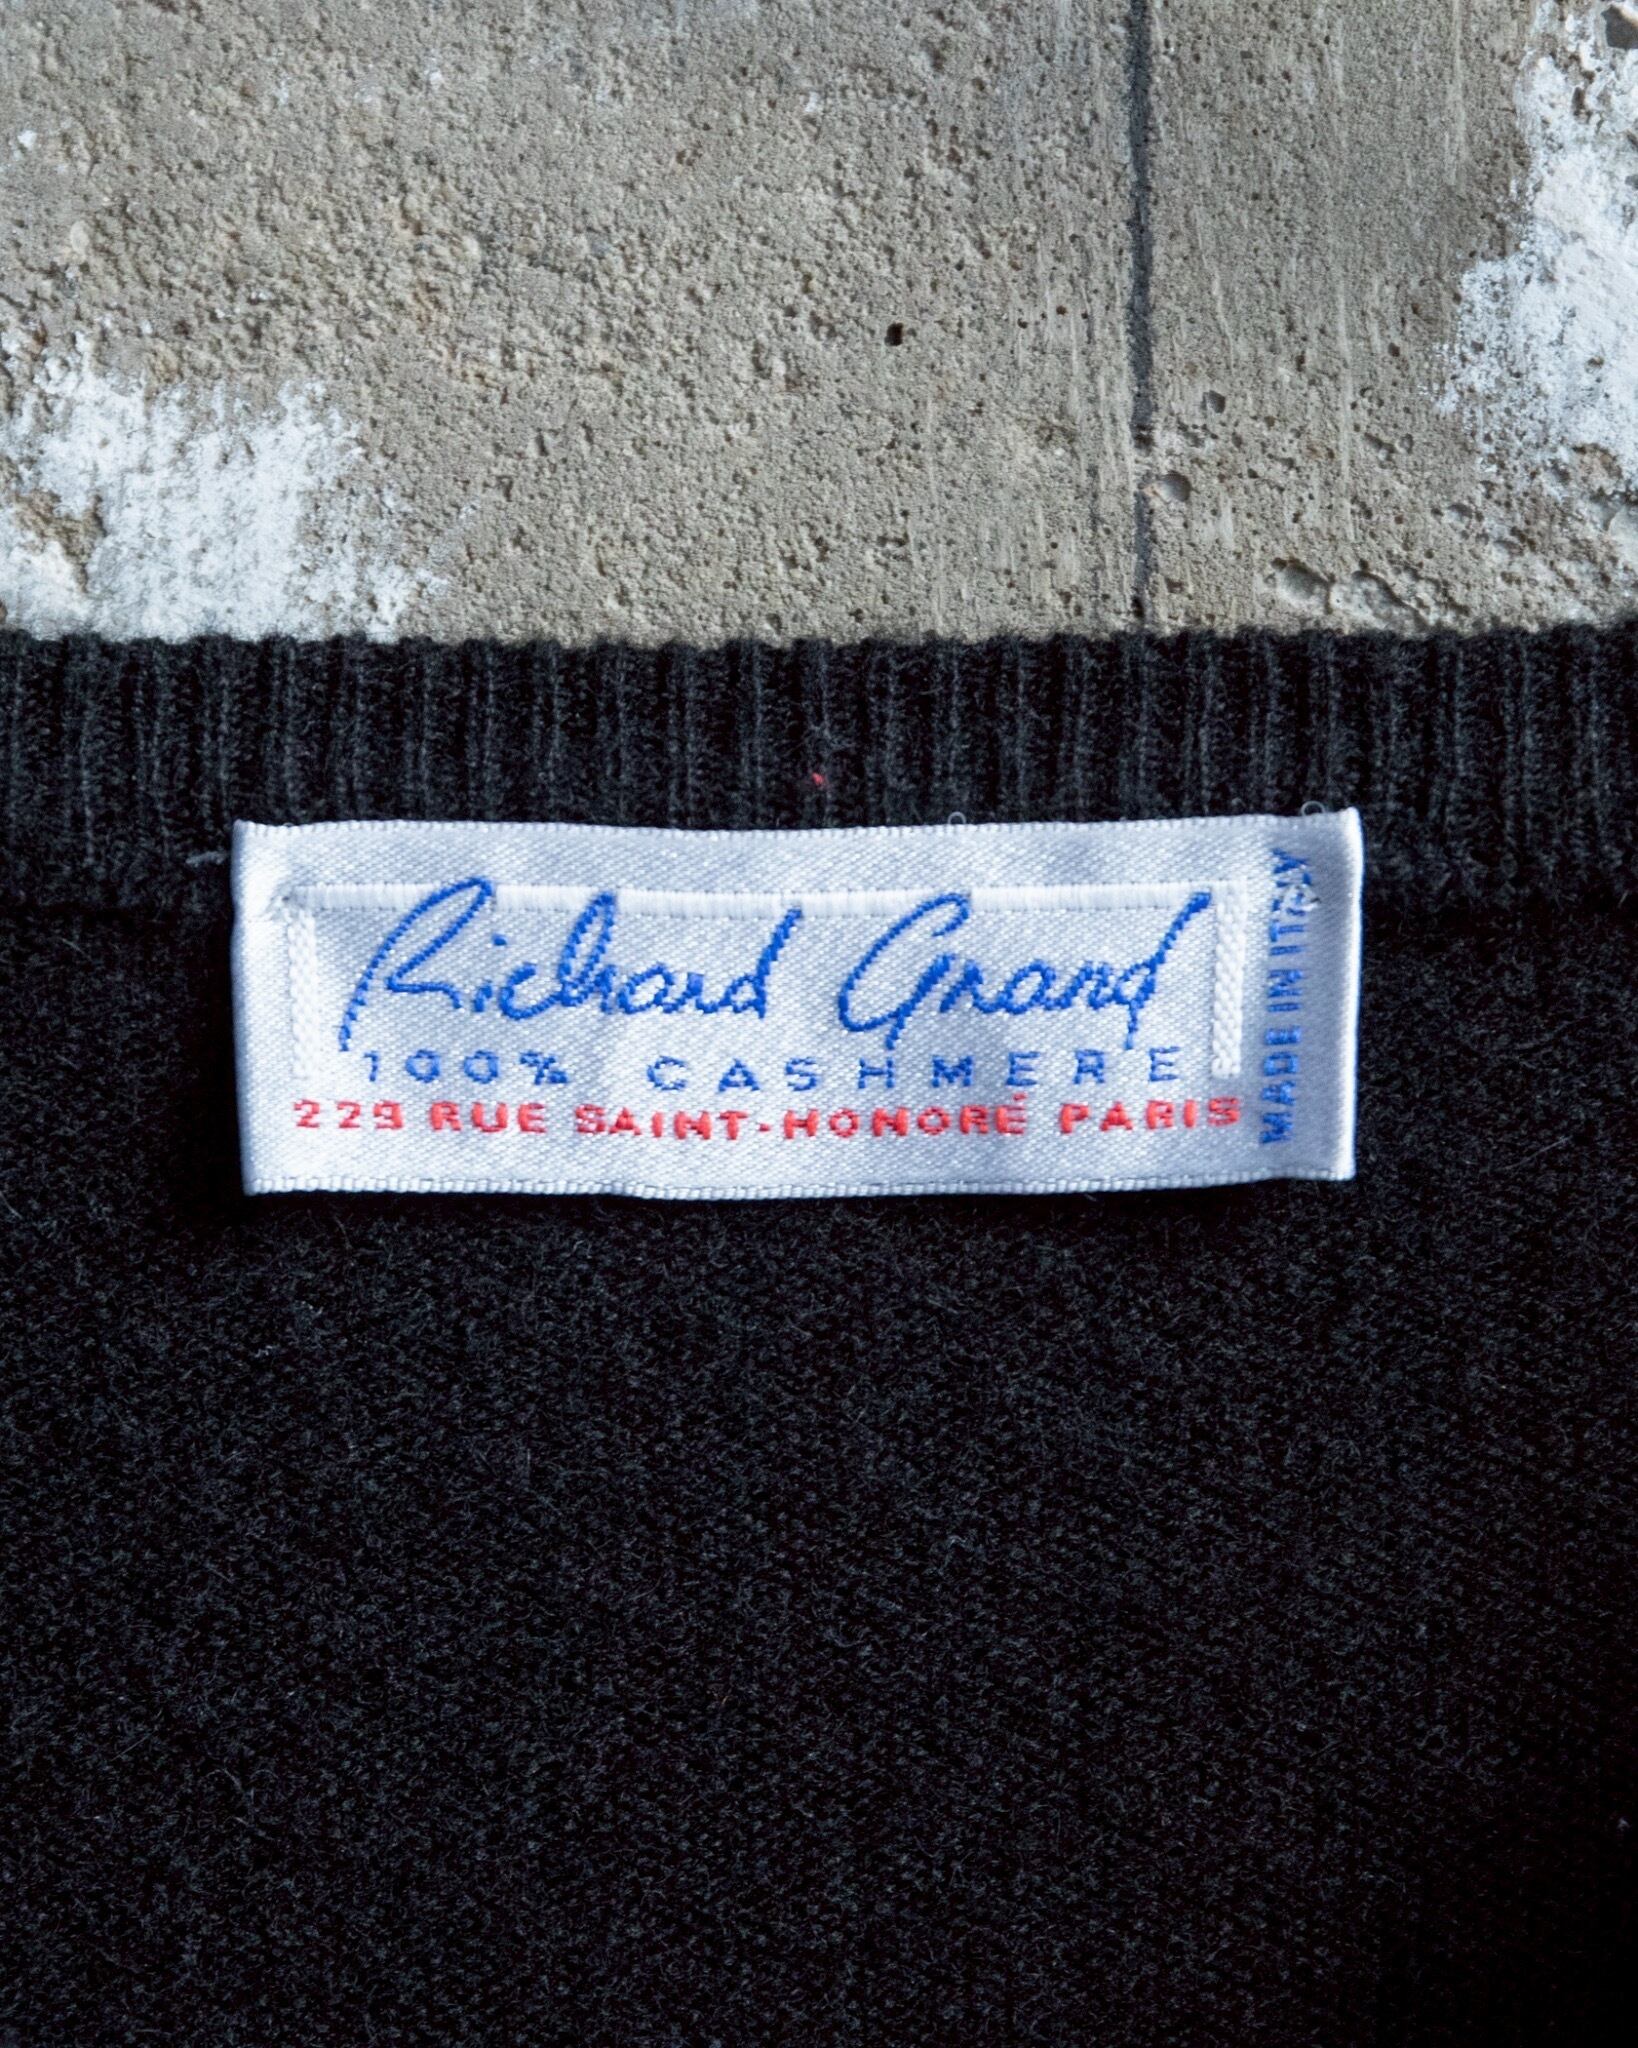 Richard Grand
100% CASHMERE
229 RUE SAINT-HONORÉ PARIS
MADE IN ITALY